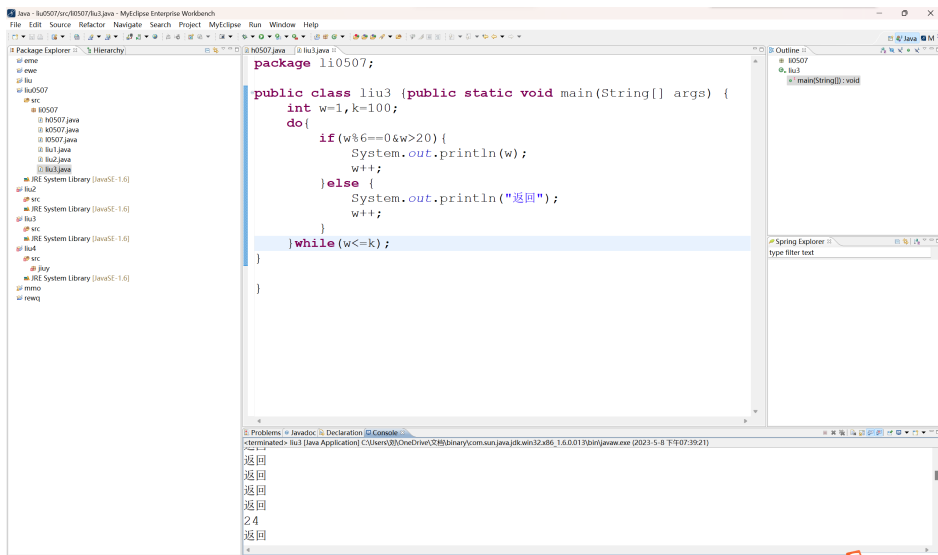 Java - liu0507/src/li0507/liu3.java - MyEclipse Enterprise Workbench
File Edit Source Refactor Navigate Search Project MyEclipse Run Window Help
Java
Package Explorer
Hierarchy
eme
ewe
liu
liu0507
src
li0507
h0507.java
k0507.java
l0507.java
liu1.java
liu2.java
liu3.java
JRE System Library [JavaSE-1.6]
liu2
src
JRE System Library [JavaSE-1.6]
liu3
src
JRE System Library [JavaSE-1.6]
liu4
src
jiuy
JRE System Library [JavaSE-1.6]
mmo
rewq
h0507.java
liu3.java
package li0507;
public class liu3 {public static void main(String[] args) {
int w=1,k=100;
do{
if(w%6==0&w>20){
System.out.println(w);
w++;
}else {
System.out.println("返回");
w++;
}
}while(w<=k);
}
}
Outline
li0507
liu3
main(String[]) : void
Spring Explorer
type filter text
Problems Javadoc Declaration Console
<terminated> liu3 [Java Application] C:\Users\刘\OneDrive\文档\binary\com.sun.java.jdk.win32.x86_1.6.0.013\bin\javaw.exe (2023-5-8 下午07:39:21)
返回
返回
返回
返回
返回
24
返回